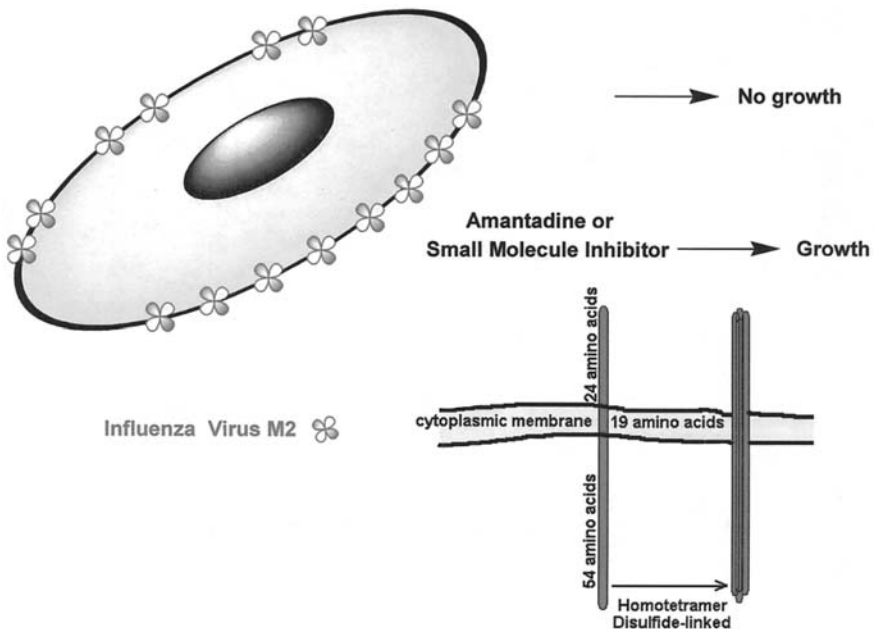 No growth
Amantadine or
Small Molecule Inhibitor
Growth
24 amino acids
cytoplasmic membrane
19 amino acids
Influenza Virus M2
54 amino acids
Homotetramer
Disulfide-linked